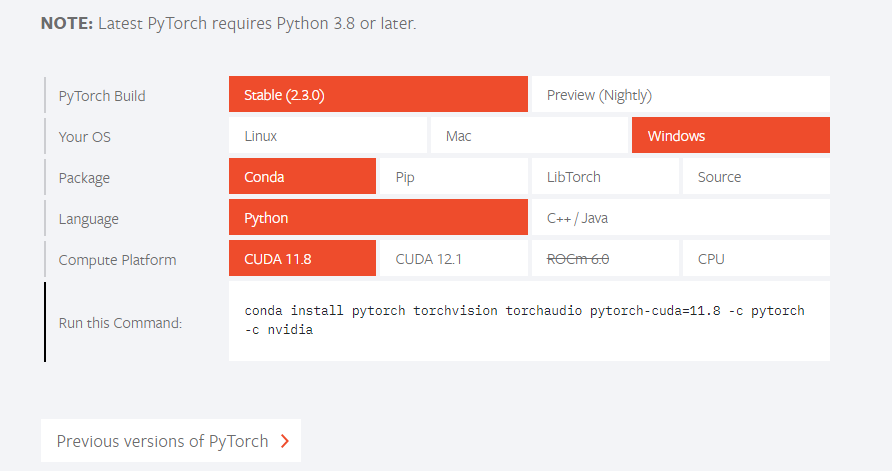 NOTE: Latest PyTorch requires Python 3.8 or later.
PyTorch Build Stable (2.3.0) Preview (Nightly)
Your OS Linux Mac Windows
Package Conda Pip LibTorch Source
Language Python C++ / Java
Compute Platform CUDA 11.8 CUDA 12.1 ROCm 6.0 CPU
Run this Command: conda install pytorch torchvision torchaudio pytorch-cuda=11.8 -c pytorch
-c nvidia
Previous versions of PyTorch